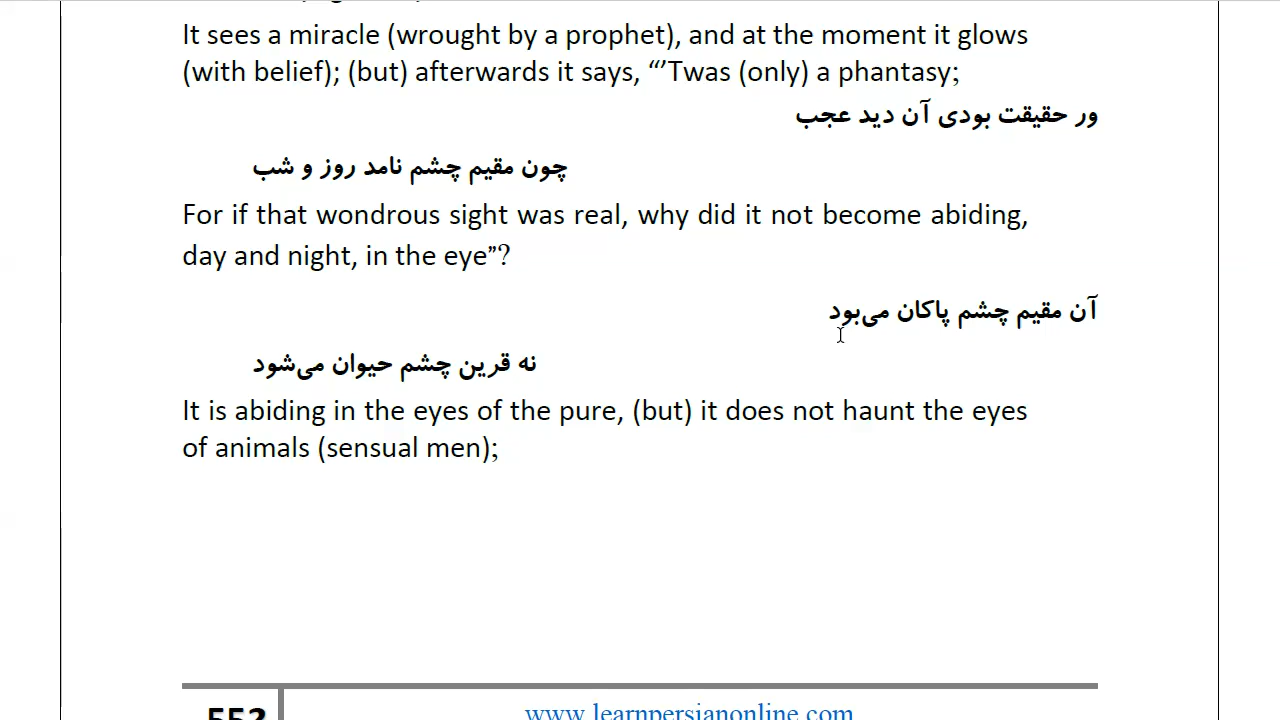 It sees a miracle (wrought by a prophet), and at the moment it glows
(with belief); (but) afterwards it says, “’Twas (only) a phantasy;
ور حقیقت بودی آن دید عجب
چون مقیم چشم نامد روز و شب
For if that wondrous sight was real, why did it not become abiding,
day and night, in the eye”?
آن مقیم چشم پاکان می‌بود
نه قرین چشم حیوان می‌شود
It is abiding in the eyes of the pure, (but) it does not haunt the eyes
of animals (sensual men);
www.learnpersianonline.com